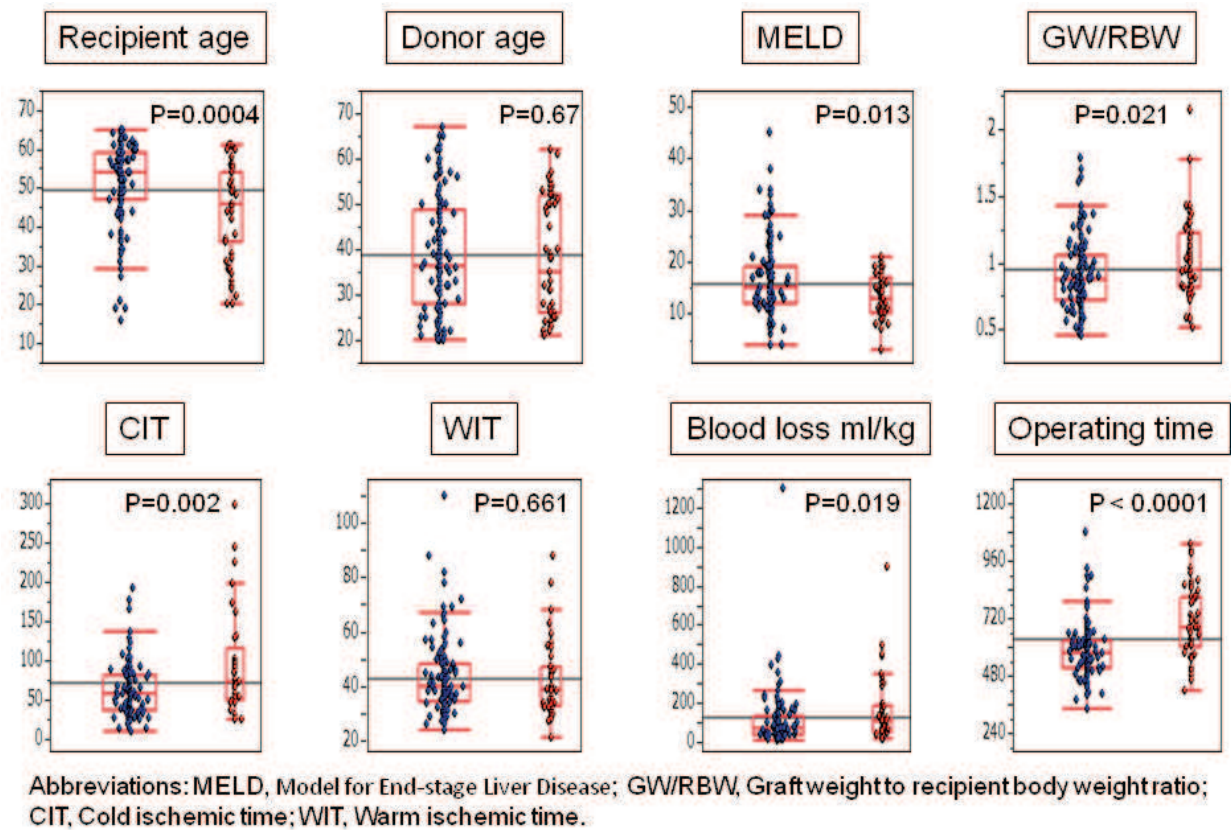 Recipient age
Donor age
MELD
GW/RBW
P=0.0004
70
60
50
40
30
20
10
P=0.67
70
60
50
40
30
20
P=0.013
50
40
30
20
10
P=0.021
2
1.5
1
0.5
CIT
WIT
Blood loss ml/kg
Operating time
P=0.002
300
250
200
150
100
50
0
P=0.661
100
80
60
40
20
P=0.019
1200
1000
800
600
400
200
0
P < 0.0001
1200
960
720
480
240
Abbreviations: MELD, Model for End-stage Liver Disease; GW/RBW, Graft weight to recipient body weight ratio;
CIT, Cold ischemic time; WIT, Warm ischemic time.